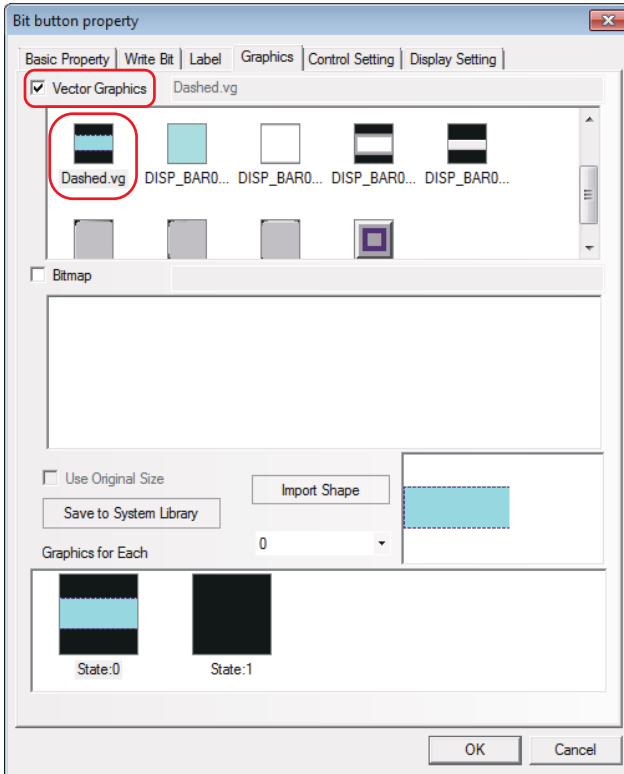 Bit button property
Basic Property Write Bit Label Graphics Control Setting Display Setting
Vector Graphics Dashed.vg
Dashed.vg DISP_BAR0... DISP_BAR0... DISP_BAR0... DISP_BAR0...
Bitmap
Use Original Size
Import Shape
Save to System Library
0
Graphics for Each
State:0 State:1
OK Cancel